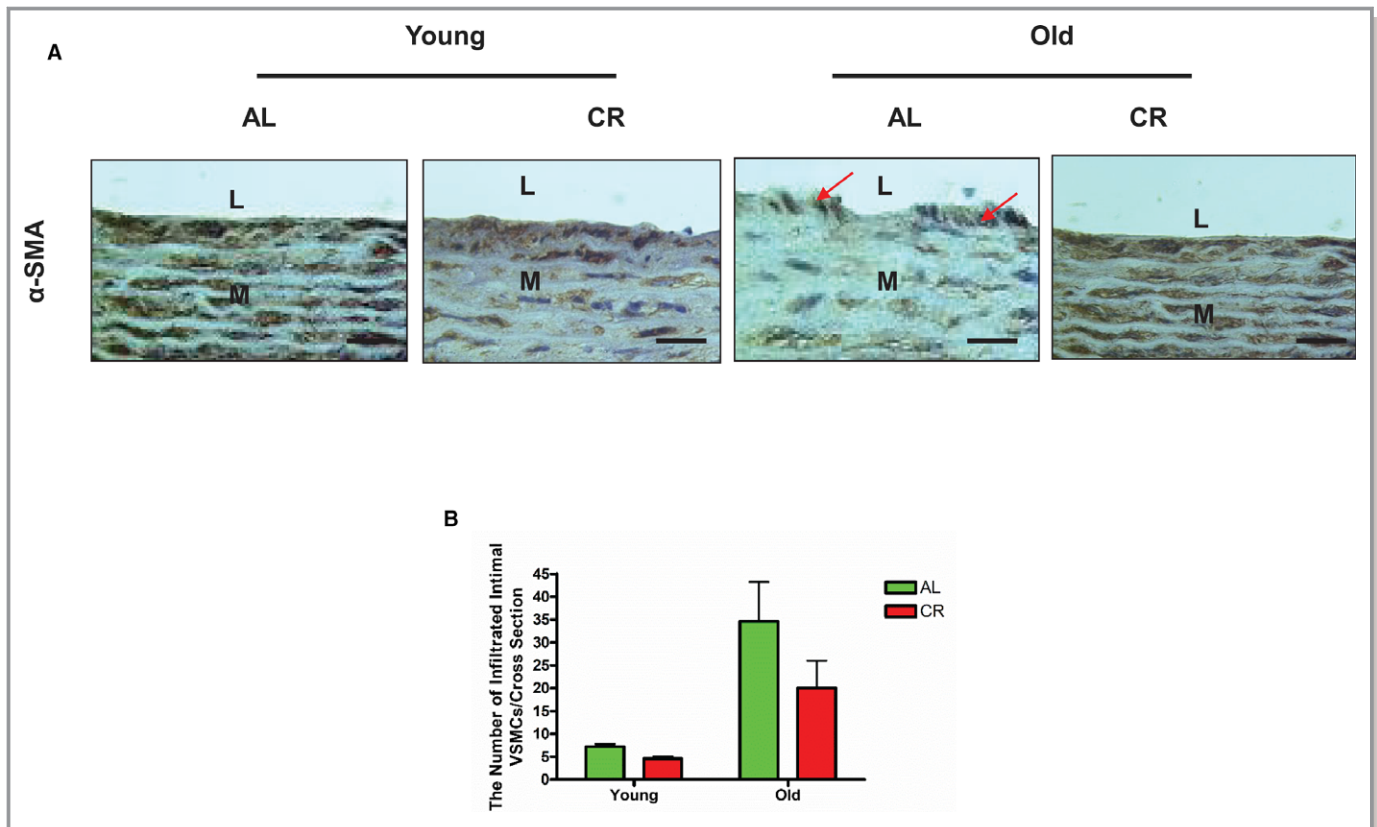 A
Young
Old
AL
CR
AL
CR
α-SMA
L
M
L
M
L
M
L
M
B
The Number of Infiltrated Intimal
VSMCs/Cross Section
45
40
35
30
25
20
15
10
5
0
Young
Old
AL
CR